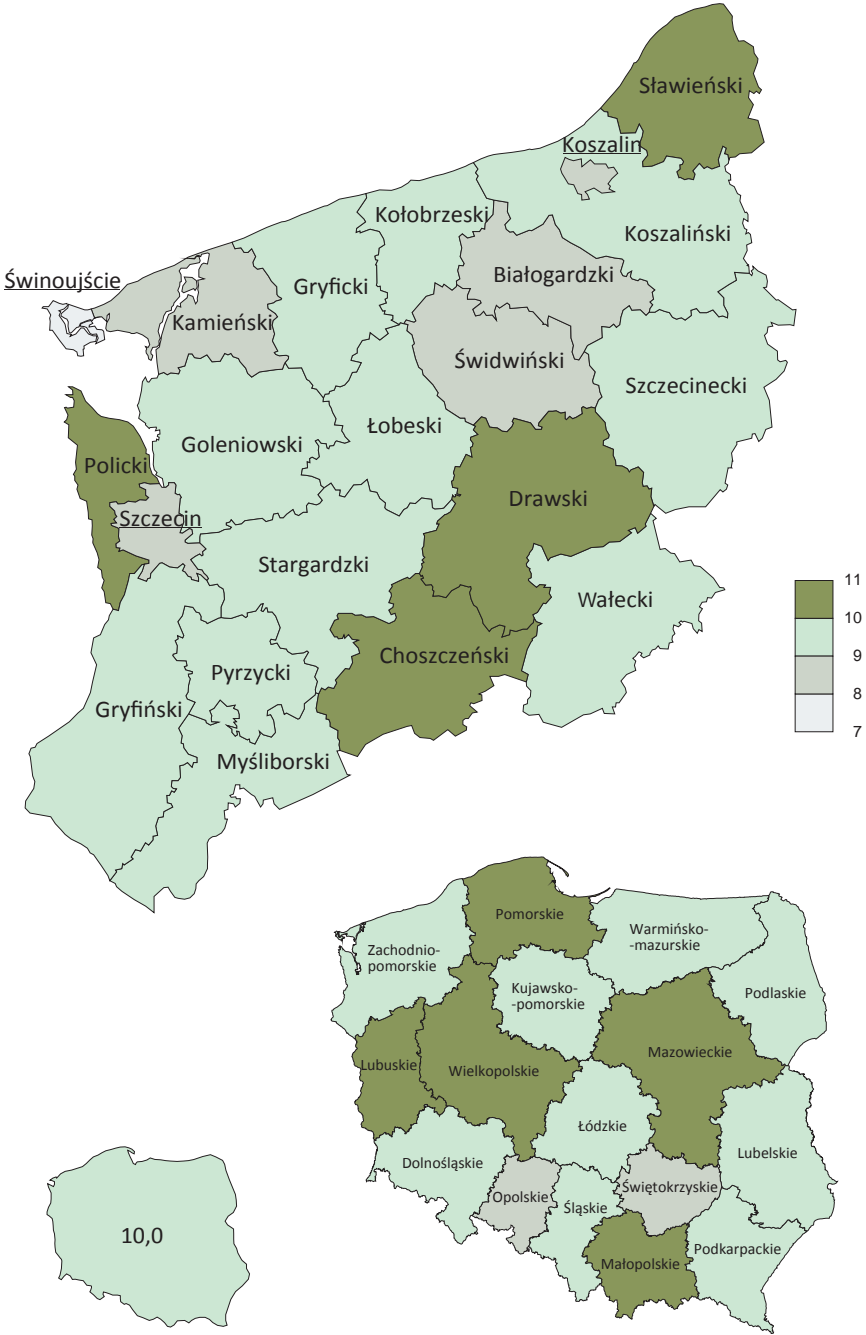 Sławieński
Koszalin
Kołobrzeski
Koszaliński
Białogardzki
Świnoujście
Gryficki
Kamieński
Świdwiński
Szczecinecki
Łobeski
Goleniowski
Policki
Drawski
Szczecin
Stargardzki
Wałecki
Choszczeński
Pyrzycki
Gryfiński
Myśliborski
11
10
9
8
7
Pomorskie
Warmińsko-
-mazurskie
Zachodnio-
pomorskie
Kujawsko-
-pomorskie
Podlaskie
Mazowieckie
Lubuskie
Wielkopolskie
Łódzkie
Lubelskie
Dolnośląskie
Opolskie
Świętokrzyskie
Śląskie
Podkarpackie
Małopolskie
10,0